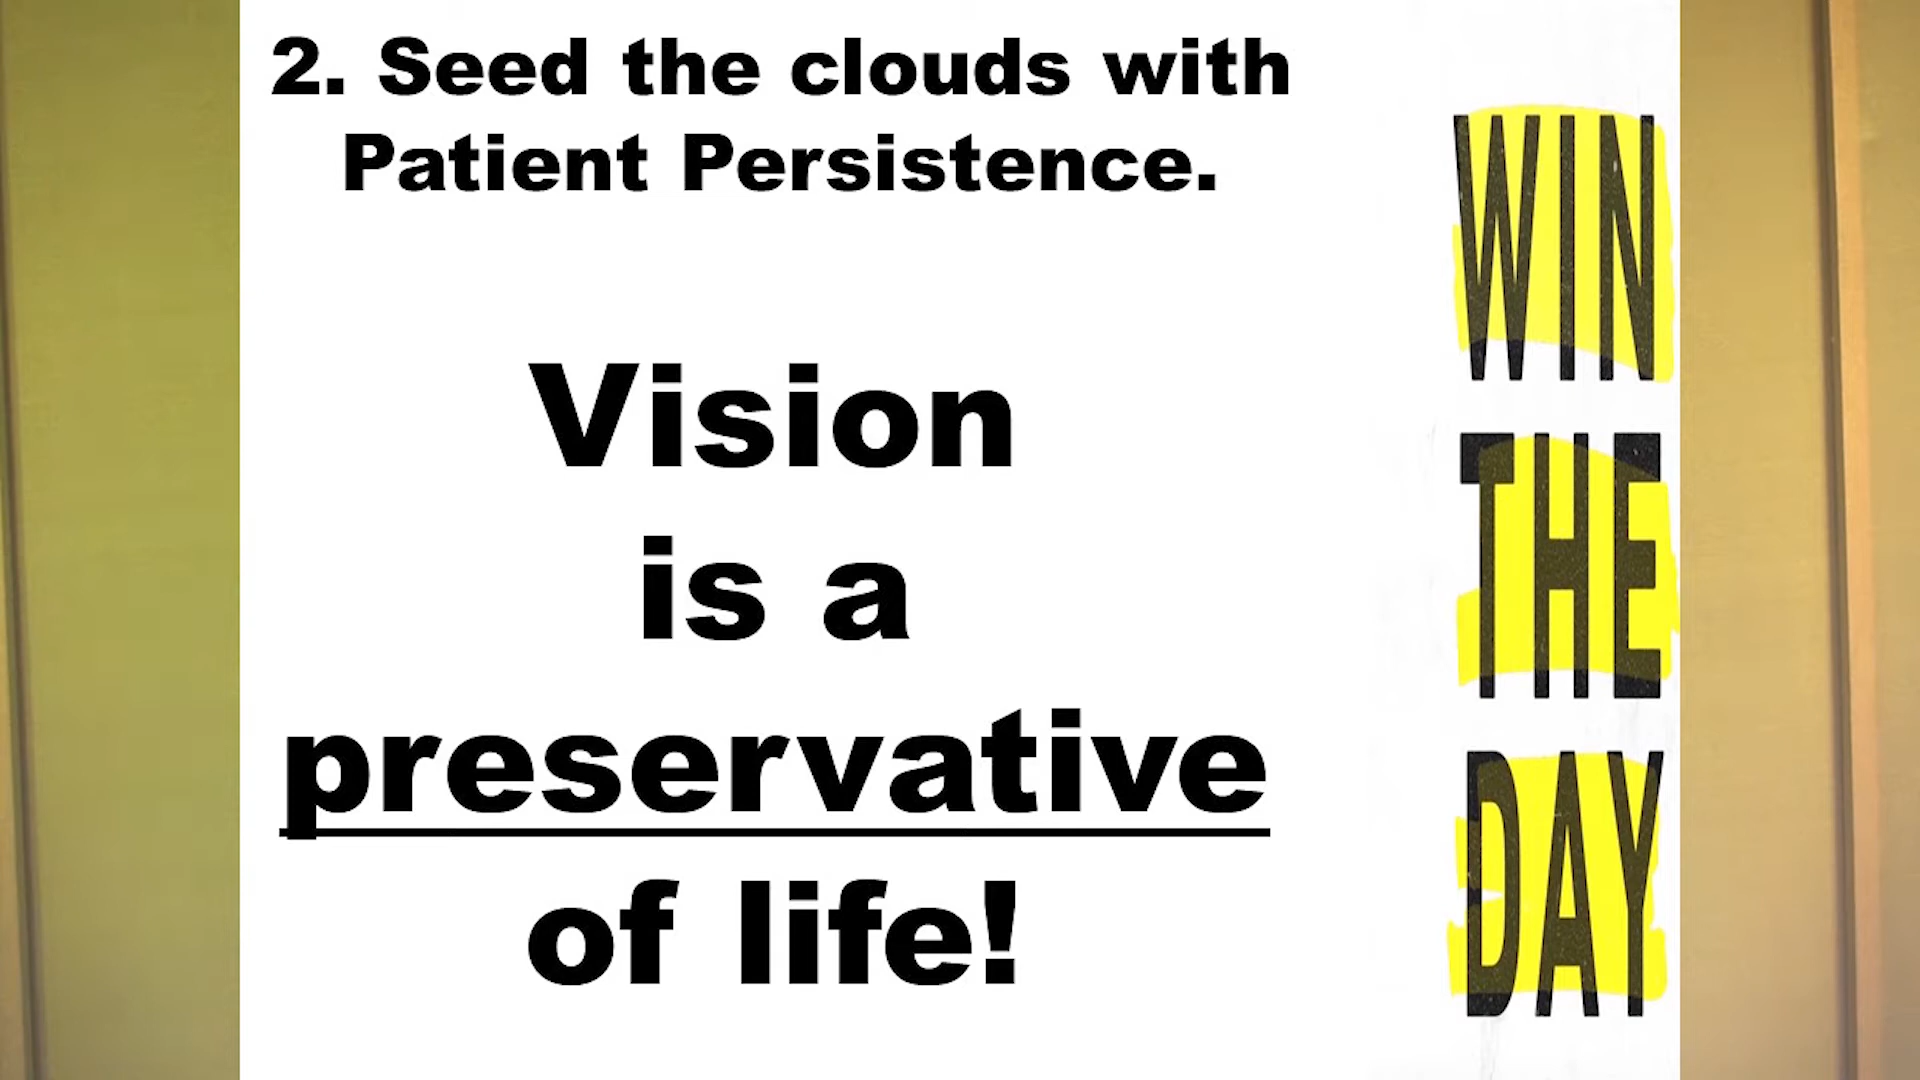 2. Seed the clouds with
Patient Persistence.
Vision
is a
preservative
of life!
WIN
THE
DAY